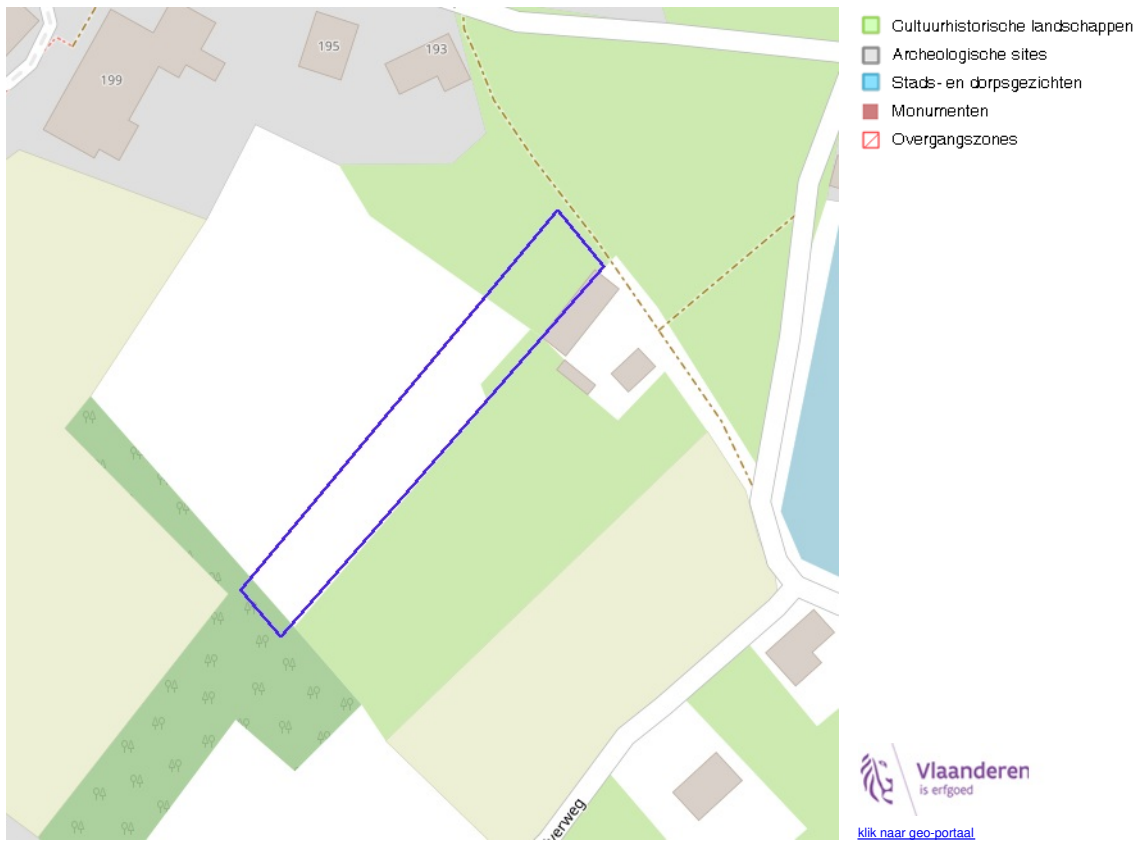 199
195
193
Cultuurhistorische landschappen
Archeologische sites
Stads- en dorpsgezichten
Monumenten
Overgangszones
Vlaanderen
is erfgoed
klik naar geo-portaal